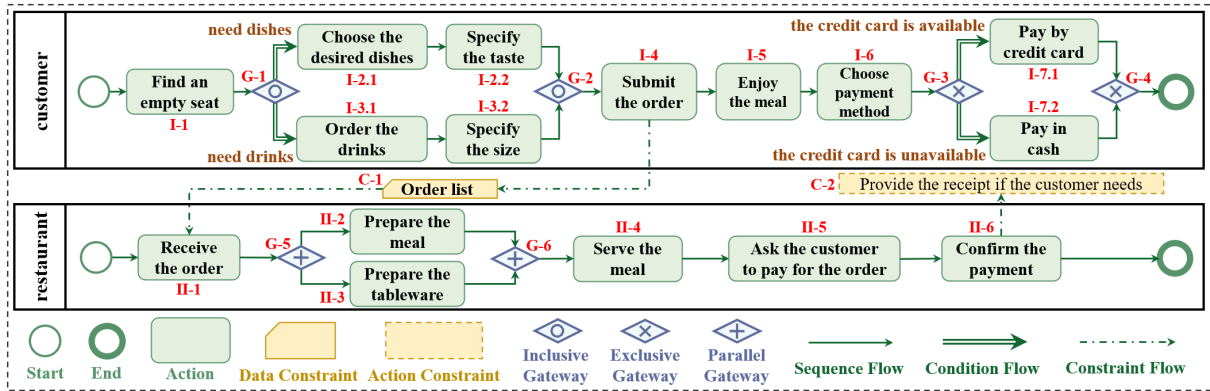 customer
need dishes
Find an
empty seat
I-1
G-1
Choose the
desired dishes
I-2.1
Specify
the taste
I-2.2
I-3.1
Order the
drinks
I-3.2
Specify
the size
need drinks
G-2
I-4
Submit
the order
I-5
Enjoy
the meal
I-6
Choose
payment
method
G-3
the credit card is available
Pay by
credit card
I-7.1
I-7.2
Pay in
cash
the credit card is unavailable
G-4
C-1
Order list
C-2
Provide the receipt if the customer needs
restaurant
Receive
the order
II-1
G-5
II-2
Prepare the
meal
II-3
Prepare the
tableware
G-6
II-4
Serve the
meal
II-5
Ask the customer
to pay for the order
II-6
Confirm the
payment
Start
End
Action
Data Constraint
Action Constraint
Inclusive
Gateway
Exclusive
Gateway
Parallel
Gateway
Sequence Flow
Condition Flow
Constraint Flow